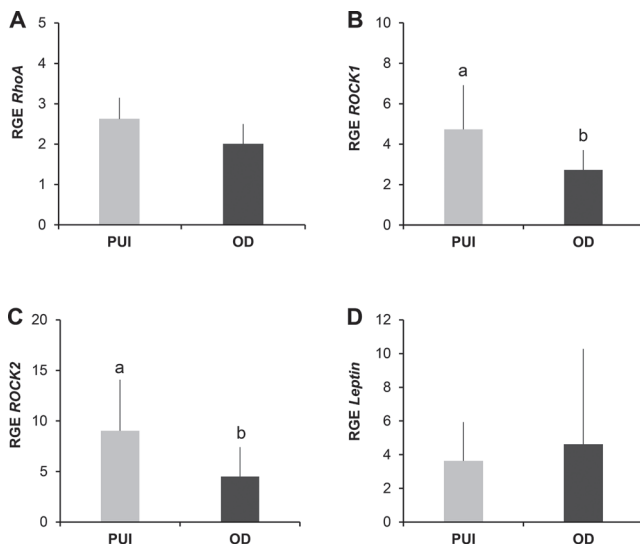 A
RGE RhoA
5
4
3
2
1
0
PUI
OD
B
RGE ROCK1
10
8
6
4
2
0
a
b
PUI
OD
C
RGE ROCK2
20
15
10
5
0
a
b
PUI
OD
D
RGE Leptin
12
10
8
6
4
2
0
PUI
OD